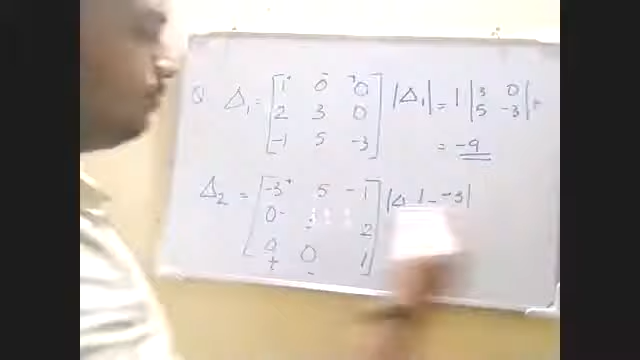 Q Δ₁ = [1⁺ 0⁻ ⁺0 |Δ₁| = 1 |3 0
2 3 0 5 -3| +
-1 5 -3] = -9
Δ₂ = [-3⁺ 5 -1 |Δ | = -3|
0- 2
0+ 0- 1]